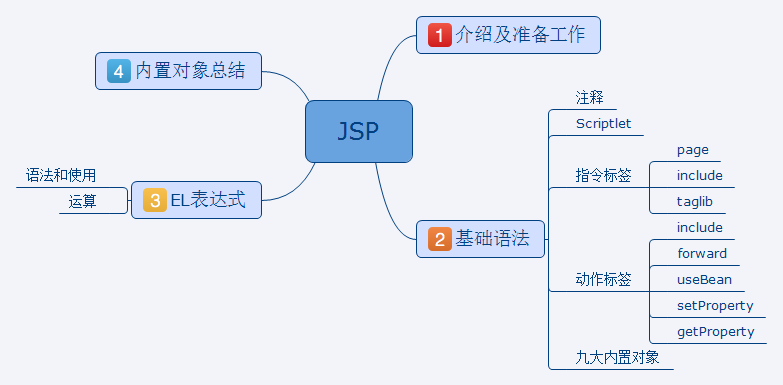 JSP
1 介绍及准备工作
2 基础语法
注释
Scriptlet
指令标签
page
include
taglib
动作标签
include
forward
useBean
setProperty
getProperty
九大内置对象
3 EL表达式
语法和使用
运算
4 内置对象总结